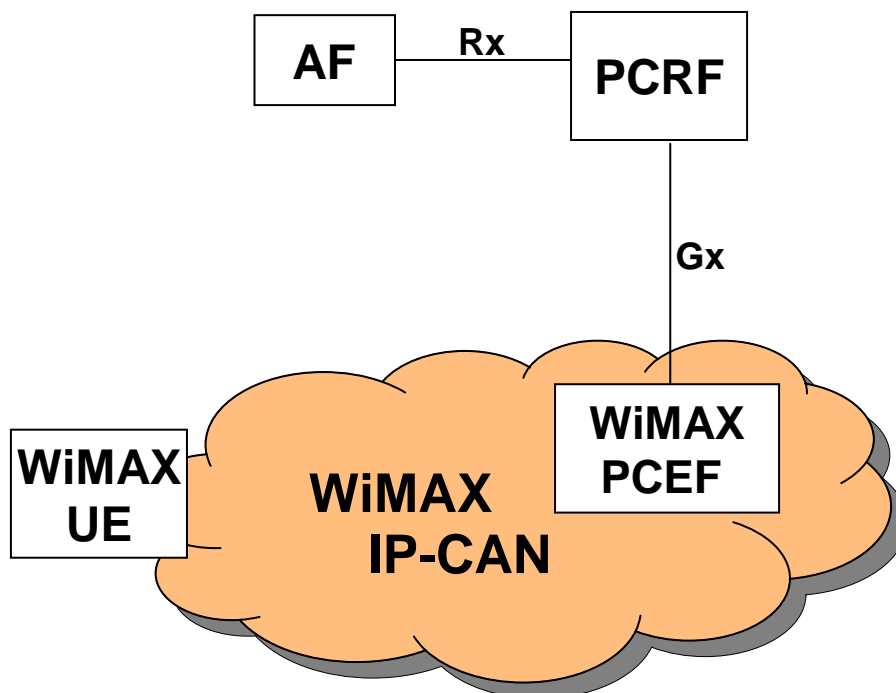 AF
Rx
PCRF
Gx
WiMAX
PCEF
WiMAX
UE
WiMAX
IP-CAN